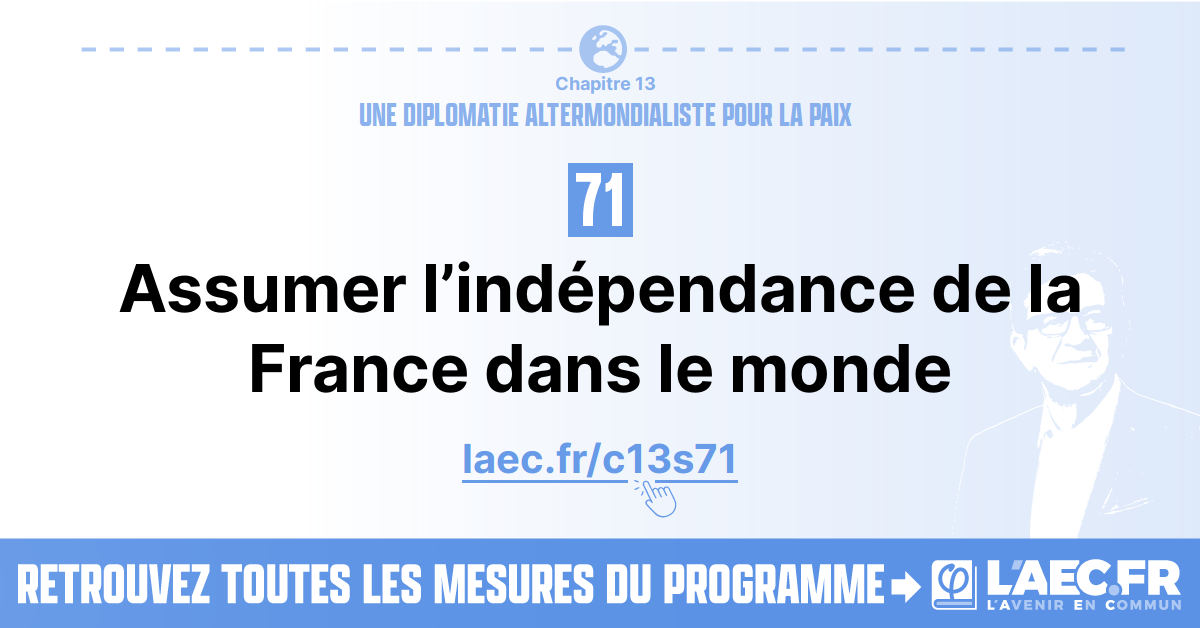 Chapitre 13
UNE DIPLOMATIE ALTERMONDIALISTE POUR LA PAIX
71
Assumer l’indépendance de la
France dans le monde
laec.fr/c13s71
RETROUVEZ TOUTES LES MESURES DU PROGRAMME
φ
L'AEC.FR
L'AVENIR EN COMMUN